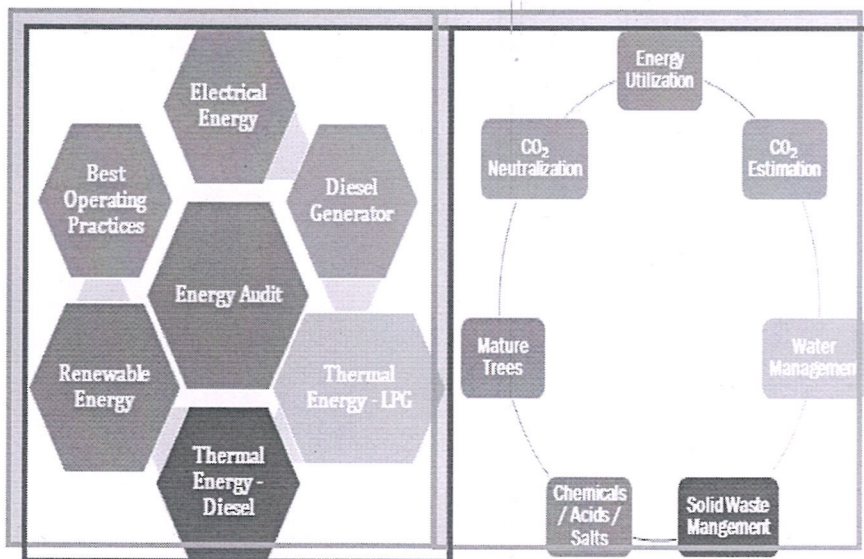 Electrical
Energy
Best
Operating
Practices
Diesel
Generator
Energy Audit
Renewable
Energy
Thermal
Energy - LPG
Thermal
Energy -
Diesel
Energy
Utilization
CO₂
Neutralization
CO₂
Estimation
Mature
Trees
Water
Management
Chemicals
/ Acids /
Salts
Solid Waste
Mangement